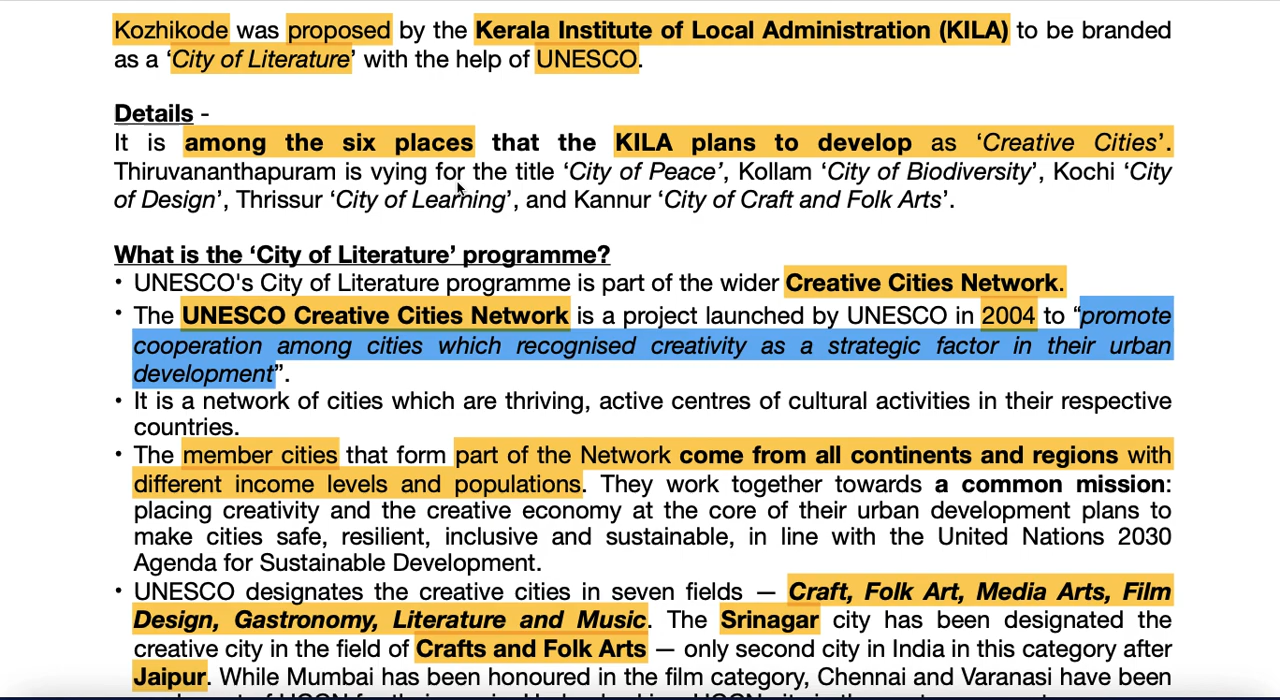 Kozhikode was proposed by the Kerala Institute of Local Administration (KILA) to be branded
as a ‘City of Literature’ with the help of UNESCO.
Details -
It is among the six places that the KILA plans to develop as ‘Creative Cities’.
Thiruvananthapuram is vying for the title ‘City of Peace’, Kollam ‘City of Biodiversity’, Kochi ‘City
of Design’, Thrissur ‘City of Learning’, and Kannur ‘City of Craft and Folk Arts’.
What is the ‘City of Literature’ programme?
• UNESCO's City of Literature programme is part of the wider Creative Cities Network.
• The UNESCO Creative Cities Network is a project launched by UNESCO in 2004 to “promote
cooperation among cities which recognised creativity as a strategic factor in their urban
development”.
• It is a network of cities which are thriving, active centres of cultural activities in their respective
countries.
• The member cities that form part of the Network come from all continents and regions with
different income levels and populations. They work together towards a common mission:
placing creativity and the creative economy at the core of their urban development plans to
make cities safe, resilient, inclusive and sustainable, in line with the United Nations 2030
Agenda for Sustainable Development.
• UNESCO designates the creative cities in seven fields — Craft, Folk Art, Media Arts, Film
Design, Gastronomy, Literature and Music. The Srinagar city has been designated the
creative city in the field of Crafts and Folk Arts — only second city in India in this category after
Jaipur. While Mumbai has been honoured in the film category, Chennai and Varanasi have been